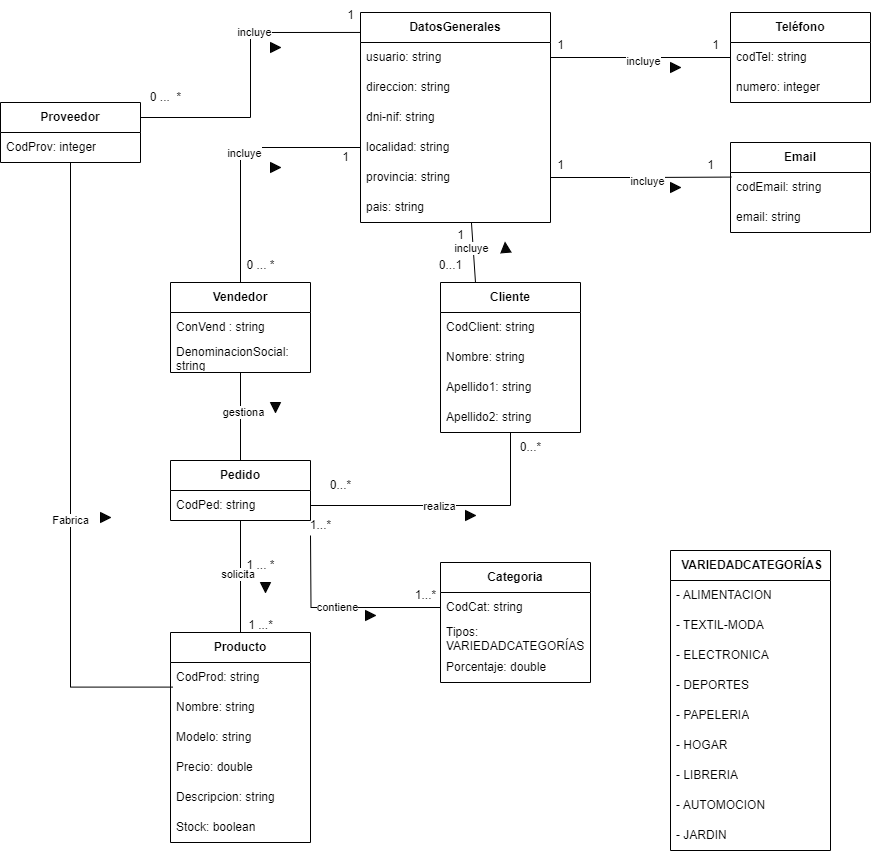 DatosGenerales
usuario: string
direccion: string
dni-nif: string
localidad: string
provincia: string
pais: string
Teléfono
codTel: string
numero: integer
Email
codEmail: string
email: string
Proveedor
CodProv: integer
1
incluye
0 ... *
1
incluye
1
1
incluye
1
incluye
1
0 ... *
1
incluye
0...1
Vendedor
ConVend : string
DenominacionSocial:
string
Cliente
CodClient: string
Nombre: string
Apellido1: string
Apellido2: string
gestiona
0...*
Pedido
CodPed: string
0...*
realiza
1...*
Fabrica
1 ... *
solicita
1 ...*
contiene
1...*
Categoria
CodCat: string
Tipos:
VARIEDADCATEGORÍAS
Porcentaje: double
Producto
CodProd: string
Nombre: string
Modelo: string
Precio: double
Descripcion: string
Stock: boolean
VARIEDADCATEGORÍAS
- ALIMENTACION
- TEXTIL-MODA
- ELECTRONICA
- DEPORTES
- PAPELERIA
- HOGAR
- LIBRERIA
- AUTOMOCION
- JARDIN